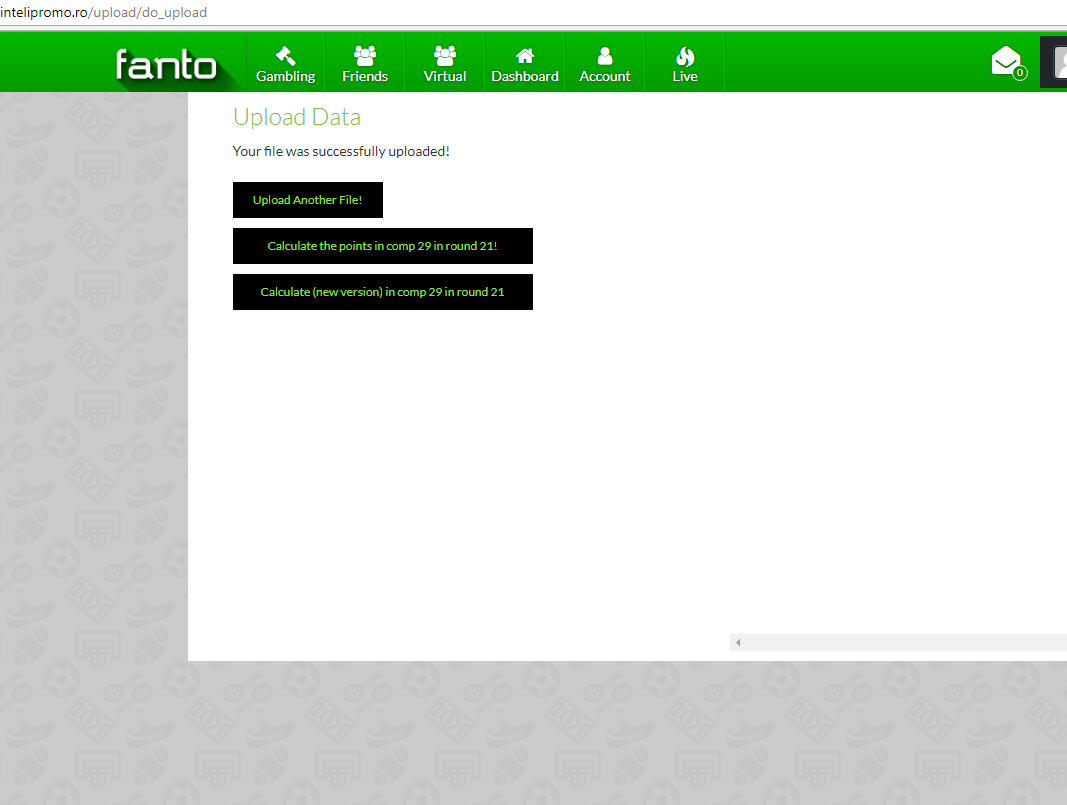 intelipromo.ro/upload/do_upload
fanto
Gambling
Friends
Virtual
Dashboard
Account
Live
0
Upload Data
Your file was successfully uploaded!
Upload Another File!
Calculate the points in comp 29 in round 21!
Calculate (new version) in comp 29 in round 21